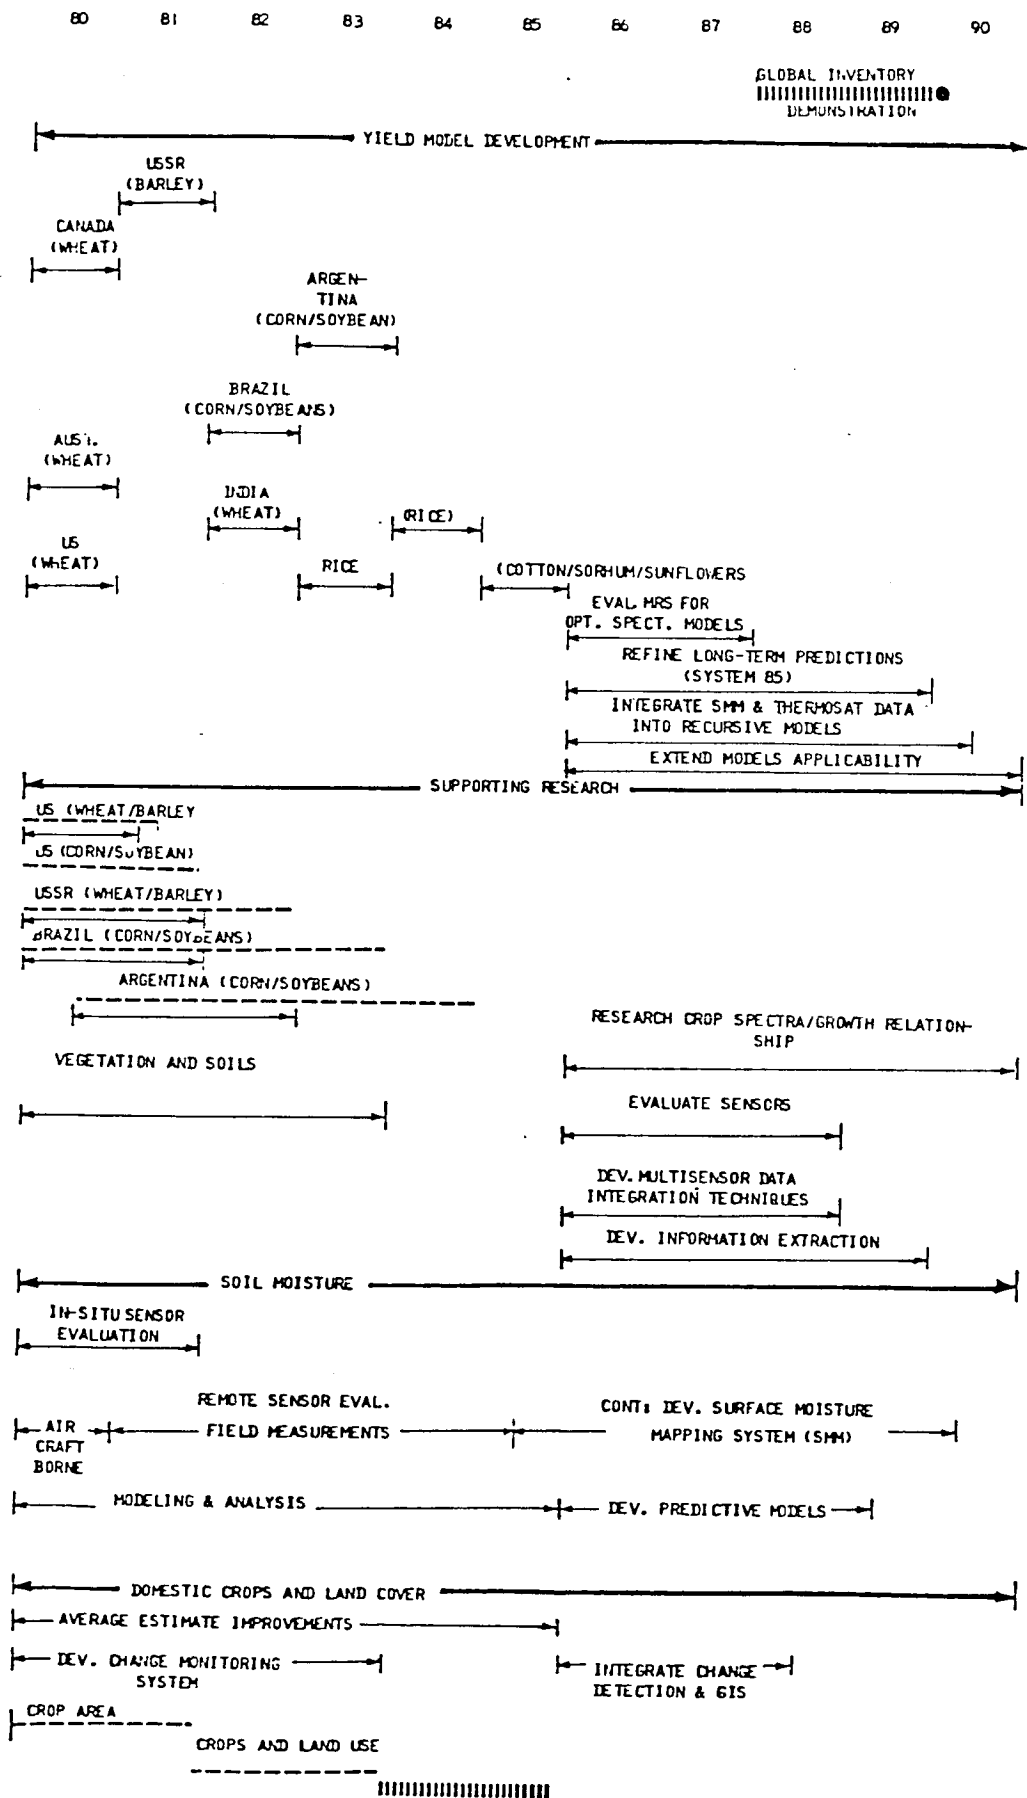 80 81 82 83 84 85 86 87 88 89 90
GLOBAL INVENTORY
DEMONSTRATION
YIELD MODEL DEVELOPMENT
USSR
(BARLEY)
CANADA
(WHEAT)
ARGEN-
TINA
(CORN/SOYBEAN)
BRAZIL
(CORN/SOYBEANS)
AUST.
(WHEAT)
INDIA
(WHEAT)
(RICE)
US
(WHEAT)
RICE
(COTTON/SORHUM/SUNFLOWERS
EVAL. MRS FOR
OPT. SPECT. MODELS
REFINE LONG-TERM PREDICTIONS
(SYSTEM 85)
INTEGRATE SMM & THERMOSAT DATA
INTO RECURSIVE MODELS
EXTEND MODELS APPLICABILITY
SUPPORTING RESEARCH
US (WHEAT/BARLEY
US (CORN/SOYBEAN)
USSR (WHEAT/BARLEY)
BRAZIL (CORN/SOYBEANS)
ARGENTINA (CORN/SOYBEANS)
RESEARCH CROP SPECTRA/GROWTH RELATION-
SHIP
VEGETATION AND SOILS
EVALUATE SENSORS
DEV. MULTISENSOR DATA
INTEGRATION TECHNIQUES
DEV. INFORMATION EXTRACTION
SOIL MOISTURE
IN-SITU SENSOR
EVALUATION
REMOTE SENSOR EVAL.
FIELD MEASUREMENTS
CONT: DEV. SURFACE MOISTURE
MAPPING SYSTEM (SMM)
AIR
CRAFT
BORNE
MODELING & ANALYSIS
DEV. PREDICTIVE MODELS
DOMESTIC CROPS AND LAND COVER
AVERAGE ESTIMATE IMPROVEMENTS
DEV. CHANGE MONITORING
SYSTEM
INTEGRATE CHANGE
DETECTION & GIS
CROP AREA
CROPS AND LAND USE